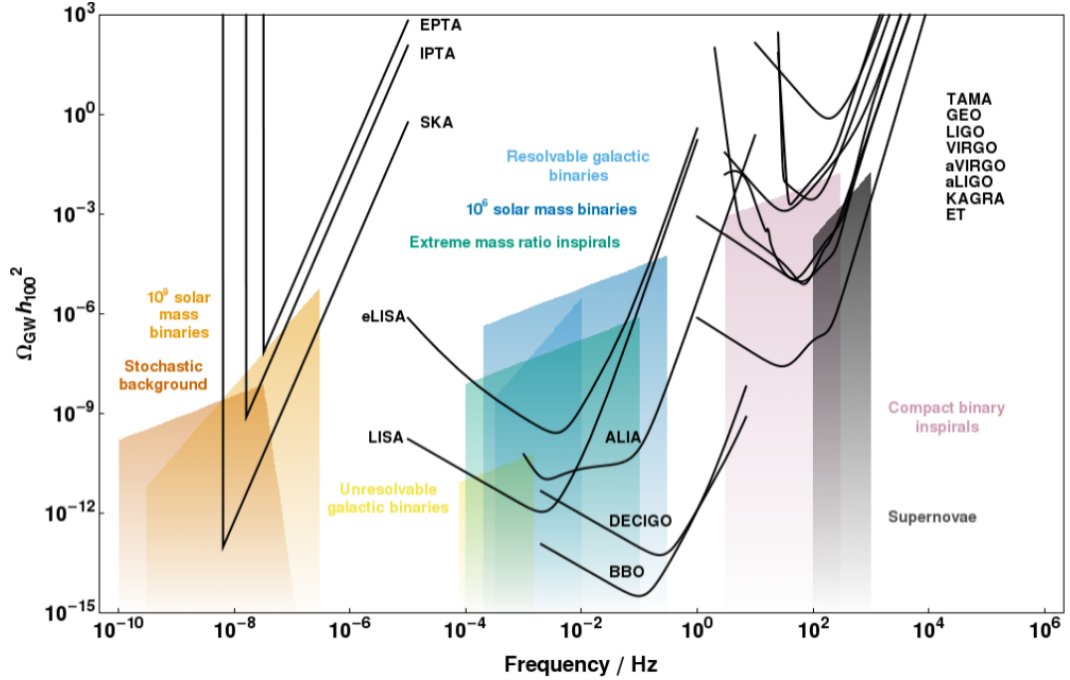 10^3
10^0
10^−3
10^−6
10^−9
10^−12
10^−15
Ω_GW h_100^2
EPTA
IPTA
SKA
Resolvable galactic
binaries
10^6 solar mass binaries
Extreme mass ratio inspirals
10^9 solar
mass
binaries
Stochastic
background
eLISA
LISA
Unresolvable
galactic binaries
ALIA
DECIGO
BBO
TAMA
GEO
LIGO
VIRGO
aVIRGO
aLIGO
KAGRA
ET
Compact binary
inspirals
Supernovae
10^−10 10^−8 10^−6 10^−4 10^−2 10^0 10^2 10^4 10^6
Frequency / Hz